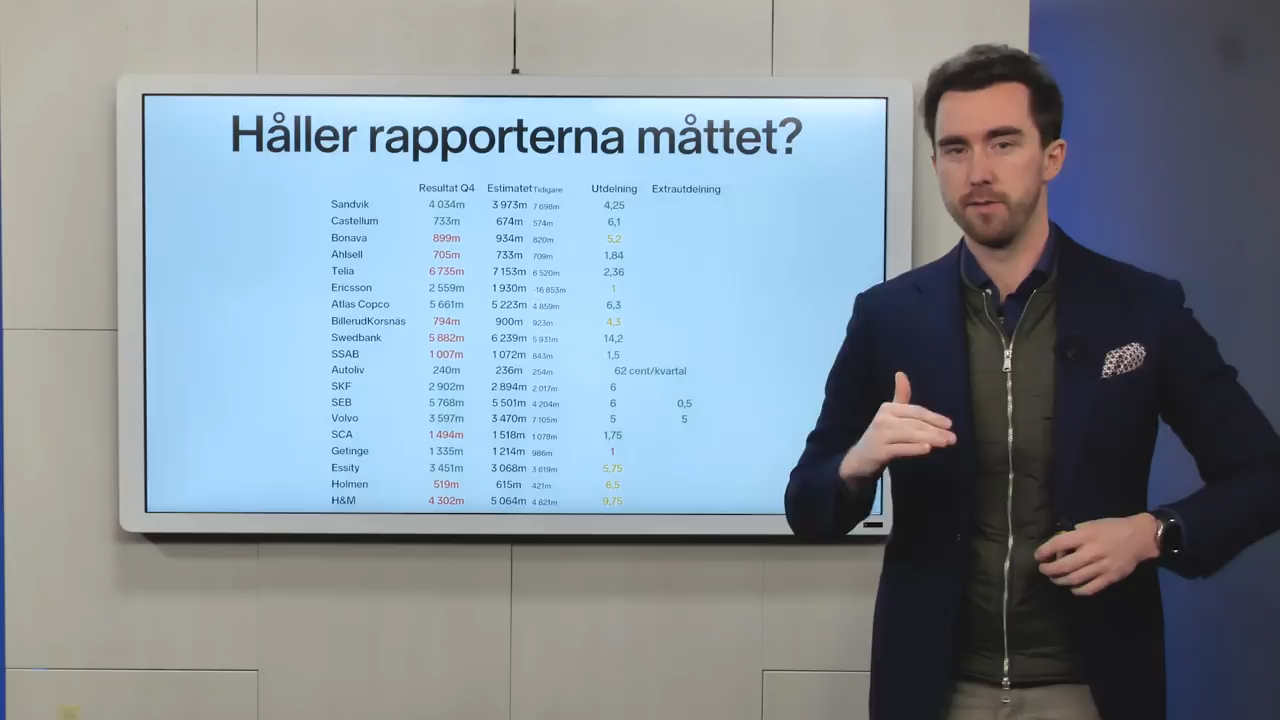 Håller rapporterna måttet?
Resultat Q4 Estimatet Tidigare Utdelning Extrautdelning
Sandvik 4 034m 3 973m 7 698m 4,25
Castellum 733m 674m 574m 6,1
Bonava 899m 934m 820m 5,2
Ahlsell 705m 733m 709m 1,84
Telia 6 735m 7 153m 6 520m 2,36
Ericsson 2 559m 1 930m -16 853m 1
Atlas Copco 5 661m 5 223m 4 859m 6,3
BillerudKorsnäs 794m 900m 923m 4,3
Swedbank 5 882m 6 239m 5 931m 14,2
SSAB 1 007m 1 072m 843m 1,5
Autoliv 240m 236m 254m 62 cent/kvartal
SKF 2 902m 2 894m 2 017m 6
SEB 5 768m 5 501m 4 204m 6 0,5
Volvo 3 597m 3 470m 7 105m 5 5
SCA 1 494m 1 518m 1 078m 1,75
Getinge 1 335m 1 214m 986m 1
Essity 3 451m 3 068m 3 619m 5,75
Holmen 519m 615m 421m 6,5
H&M 4 302m 5 064m 4 821m 9,75